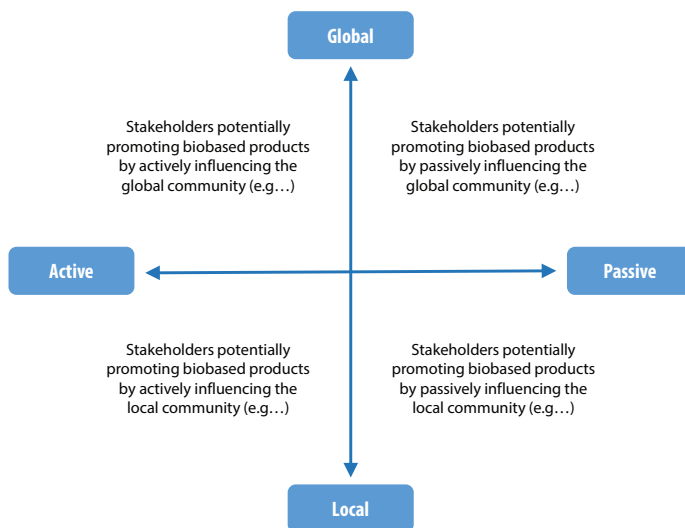 Global
Stakeholders potentially
promoting biobased products
by actively influencing the
global community (e.g…)
Stakeholders potentially
promoting biobased products
by passively influencing the
global community (e.g…)
Active
Passive
Stakeholders potentially
promoting biobased products
by actively influencing the
local community (e.g…)
Stakeholders potentially
promoting biobased products
by passively influencing the
local community (e.g…)
Local